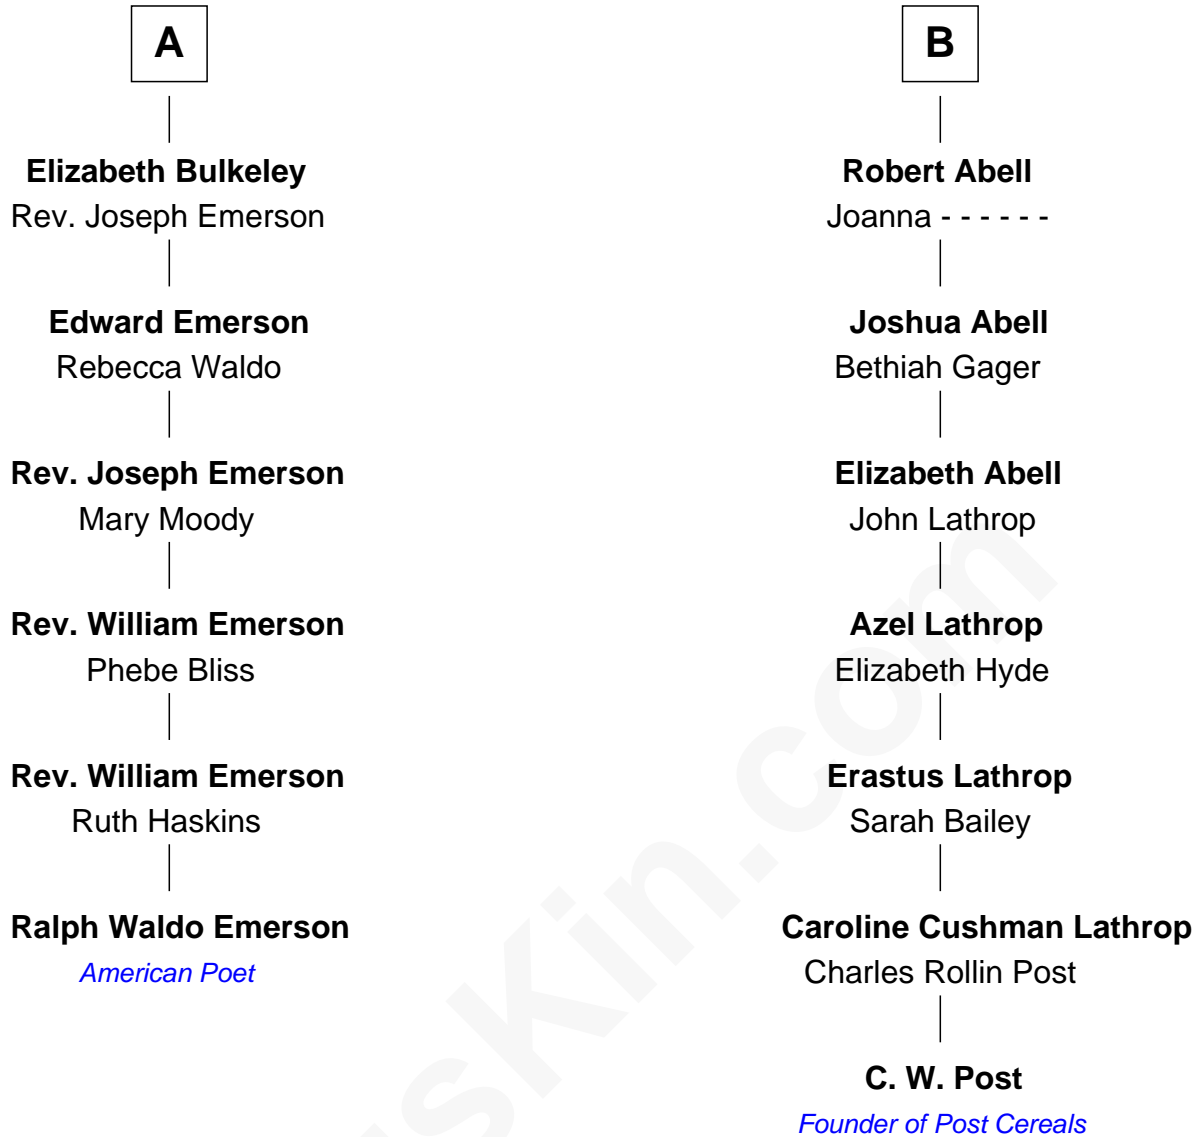 A
Elizabeth Bulkeley
Rev. Joseph Emerson
Edward Emerson
Rebecca Waldo
Rev. Joseph Emerson
Mary Moody
Rev. William Emerson
Phebe Bliss
Rev. William Emerson
Ruth Haskins
Ralph Waldo Emerson
American Poet
B
Robert Abell
Joanna - - - - - -
Joshua Abell
Bethiah Gager
Elizabeth Abell
John Lathrop
Azel Lathrop
Elizabeth Hyde
Erastus Lathrop
Sarah Bailey
Caroline Cushman Lathrop
Charles Rollin Post
C. W. Post
Founder of Post Cereals